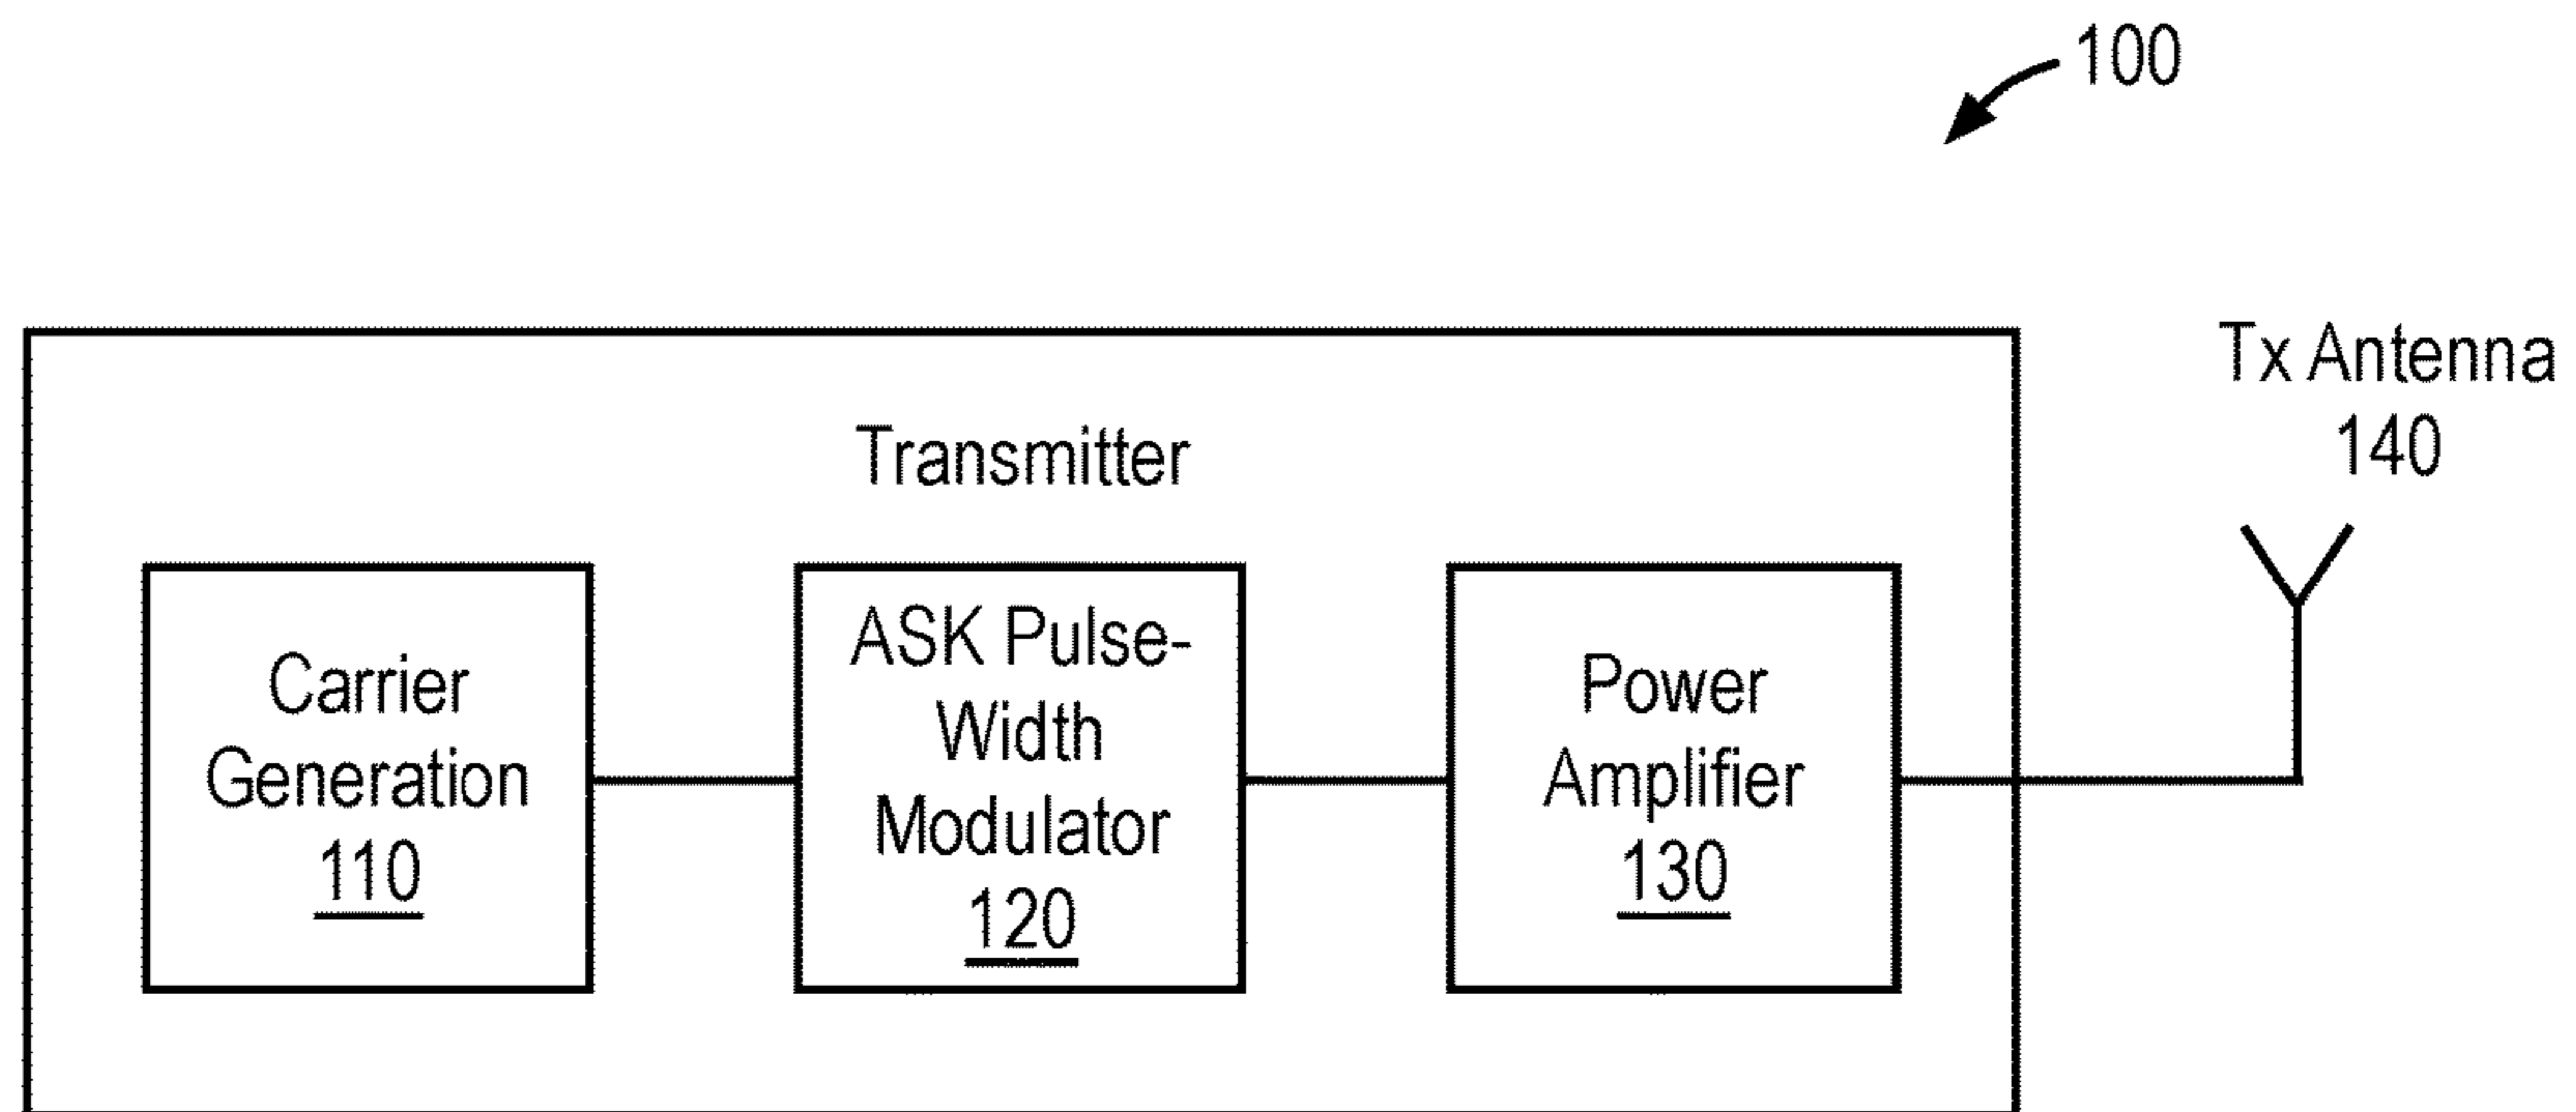 100
Tx Antenna
140
Transmitter
Carrier
Generation
110
ASK Pulse-
Width
Modulator
120
Power
Amplifier
130